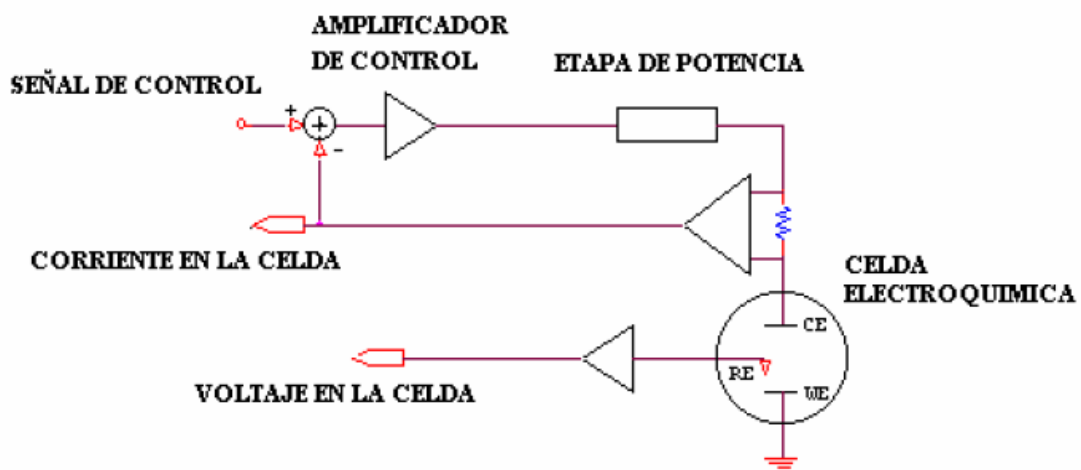 AMPLIFICADOR
DE CONTROL
ETAPA DE POTENCIA
SEÑAL DE CONTROL
+
+
-
CORRIENTE EN LA CELDA
CELDA
ELECTROQUIMICA
CE
RE
WE
VOLTAJE EN LA CELDA